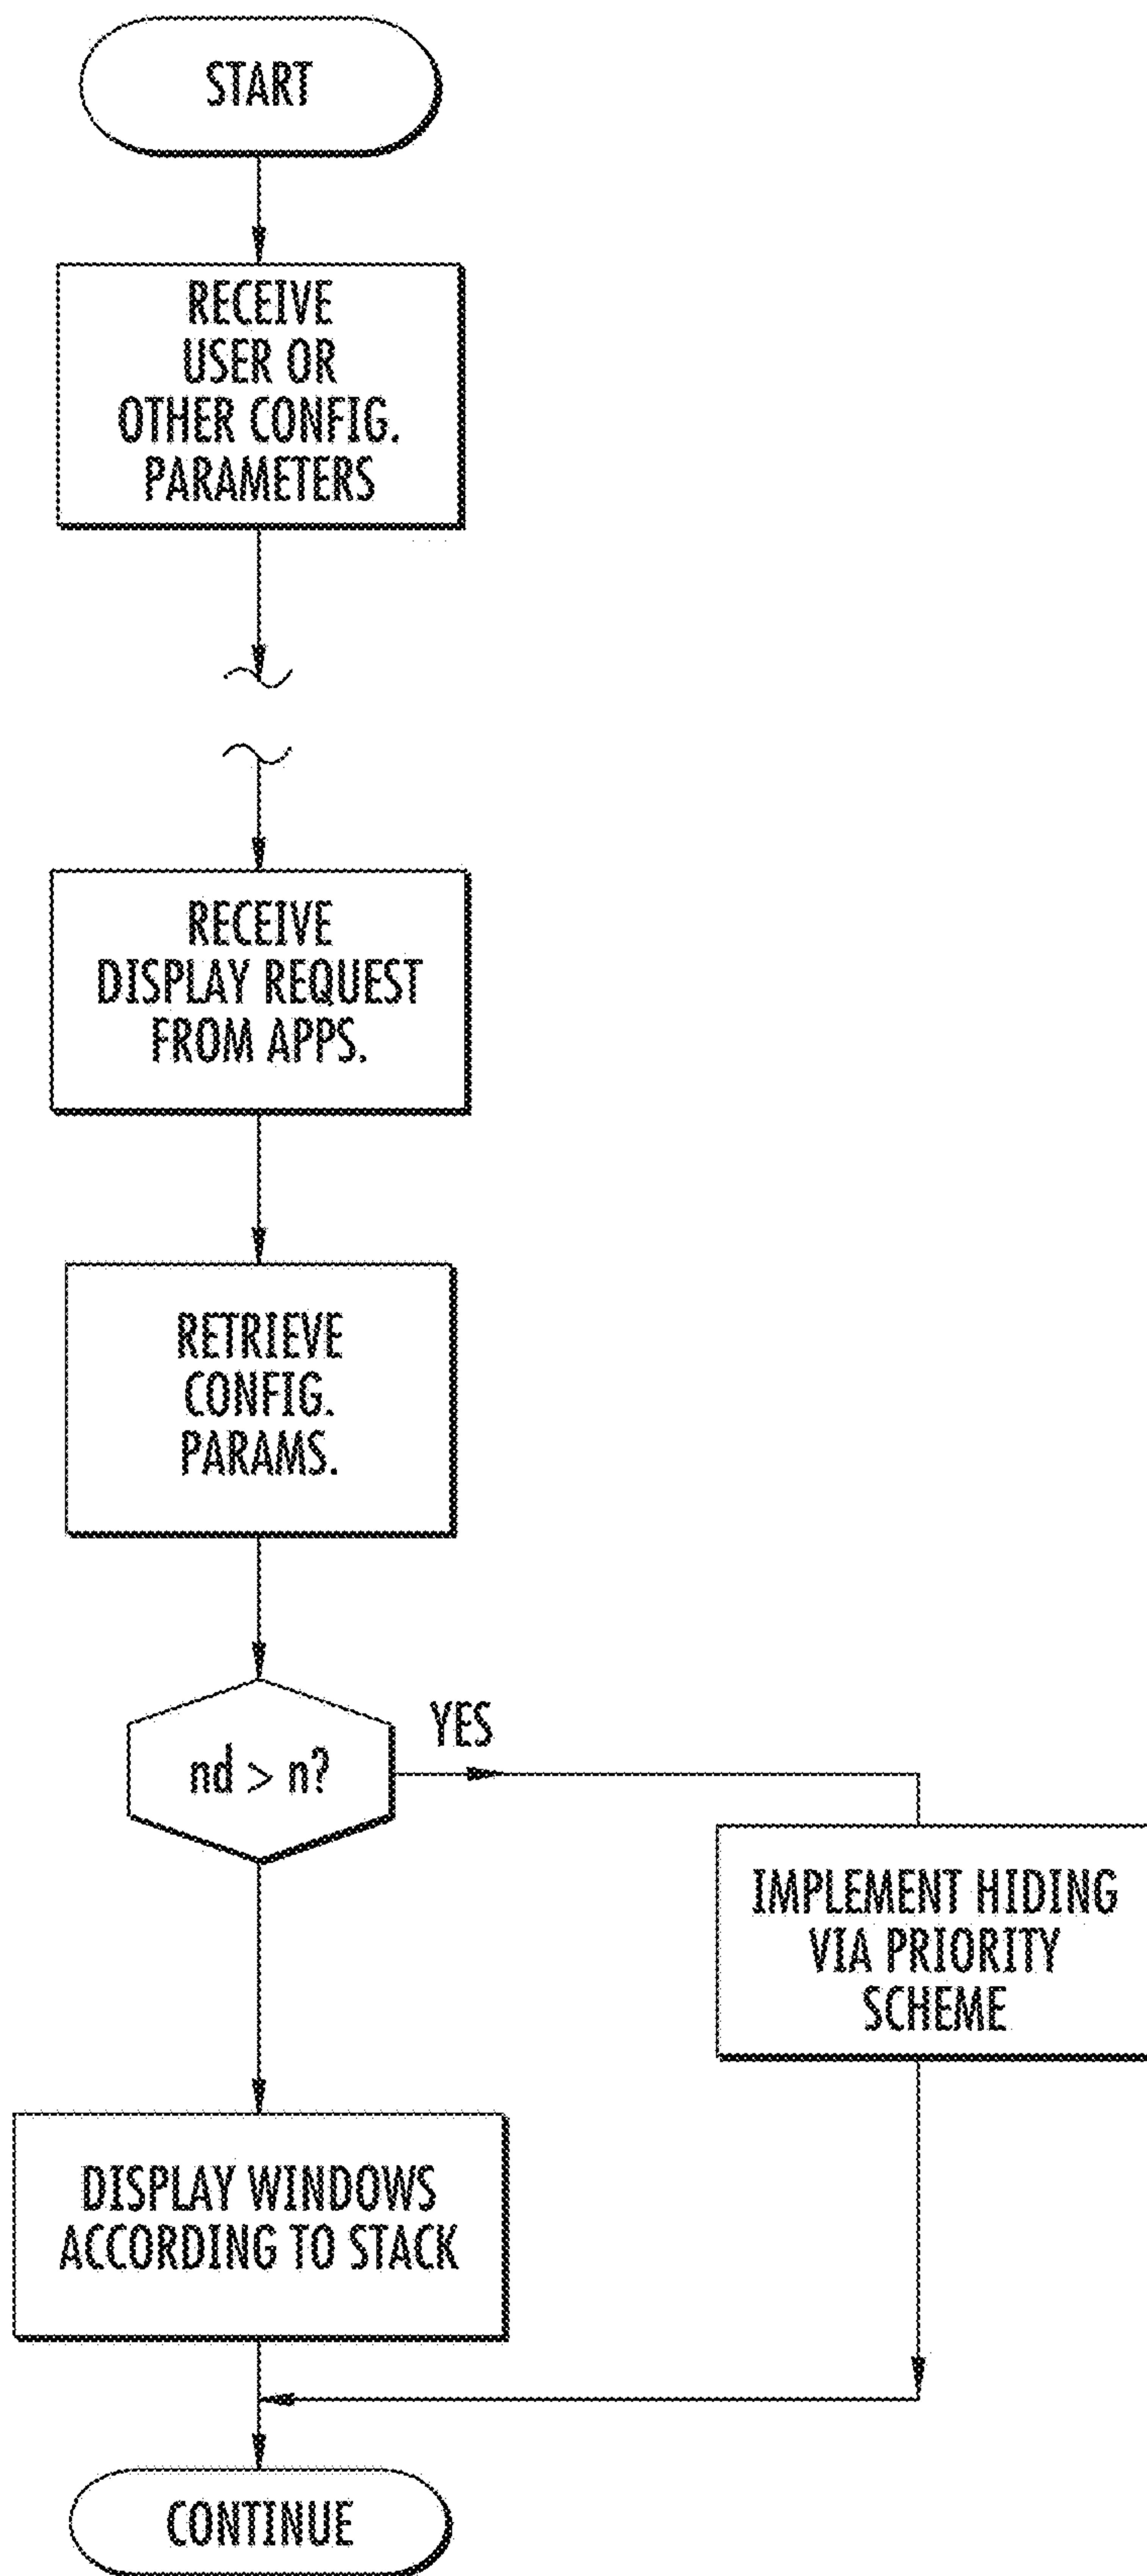 START
RECEIVE
USER OR
OTHER CONFIG.
PARAMETERS
RECEIVE
DISPLAY REQUEST
FROM APPS.
RETRIEVE
CONFIG.
PARAMS.
nd > n?
YES
IMPLEMENT HIDING
VIA PRIORITY
SCHEME
DISPLAY WINDOWS
ACCORDING TO STACK
CONTINUE